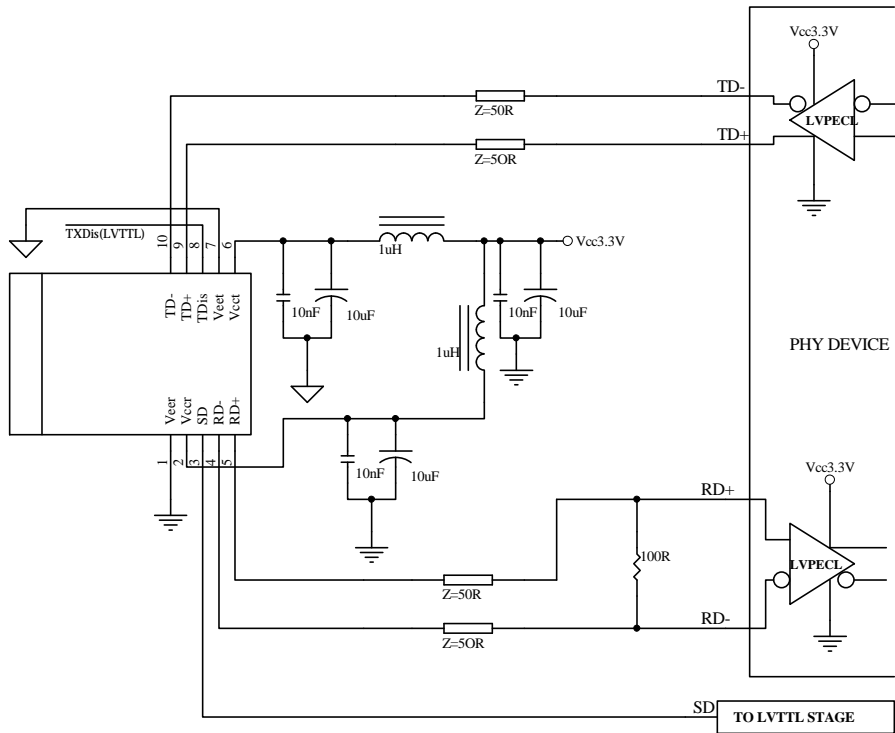 Vcc3.3V
TD-
Z=50R
LVPECL
TD+
Z=5OR
TXDis(LVTTL)
10
9
8
7
6
Vcc3.3V
1uH
TD-
TD+
TDis
Veet
Vcct
10nF
10uF
10nF
10uF
1uH
PHY DEVICE
Veer
Vccr
SD
RD-
RD+
1
2
3
4
5
10nF
10uF
Vcc3.3V
RD+
100R
LVPECL
Z=50R
RD-
Z=5OR
SD
TO LVTTL STAGE